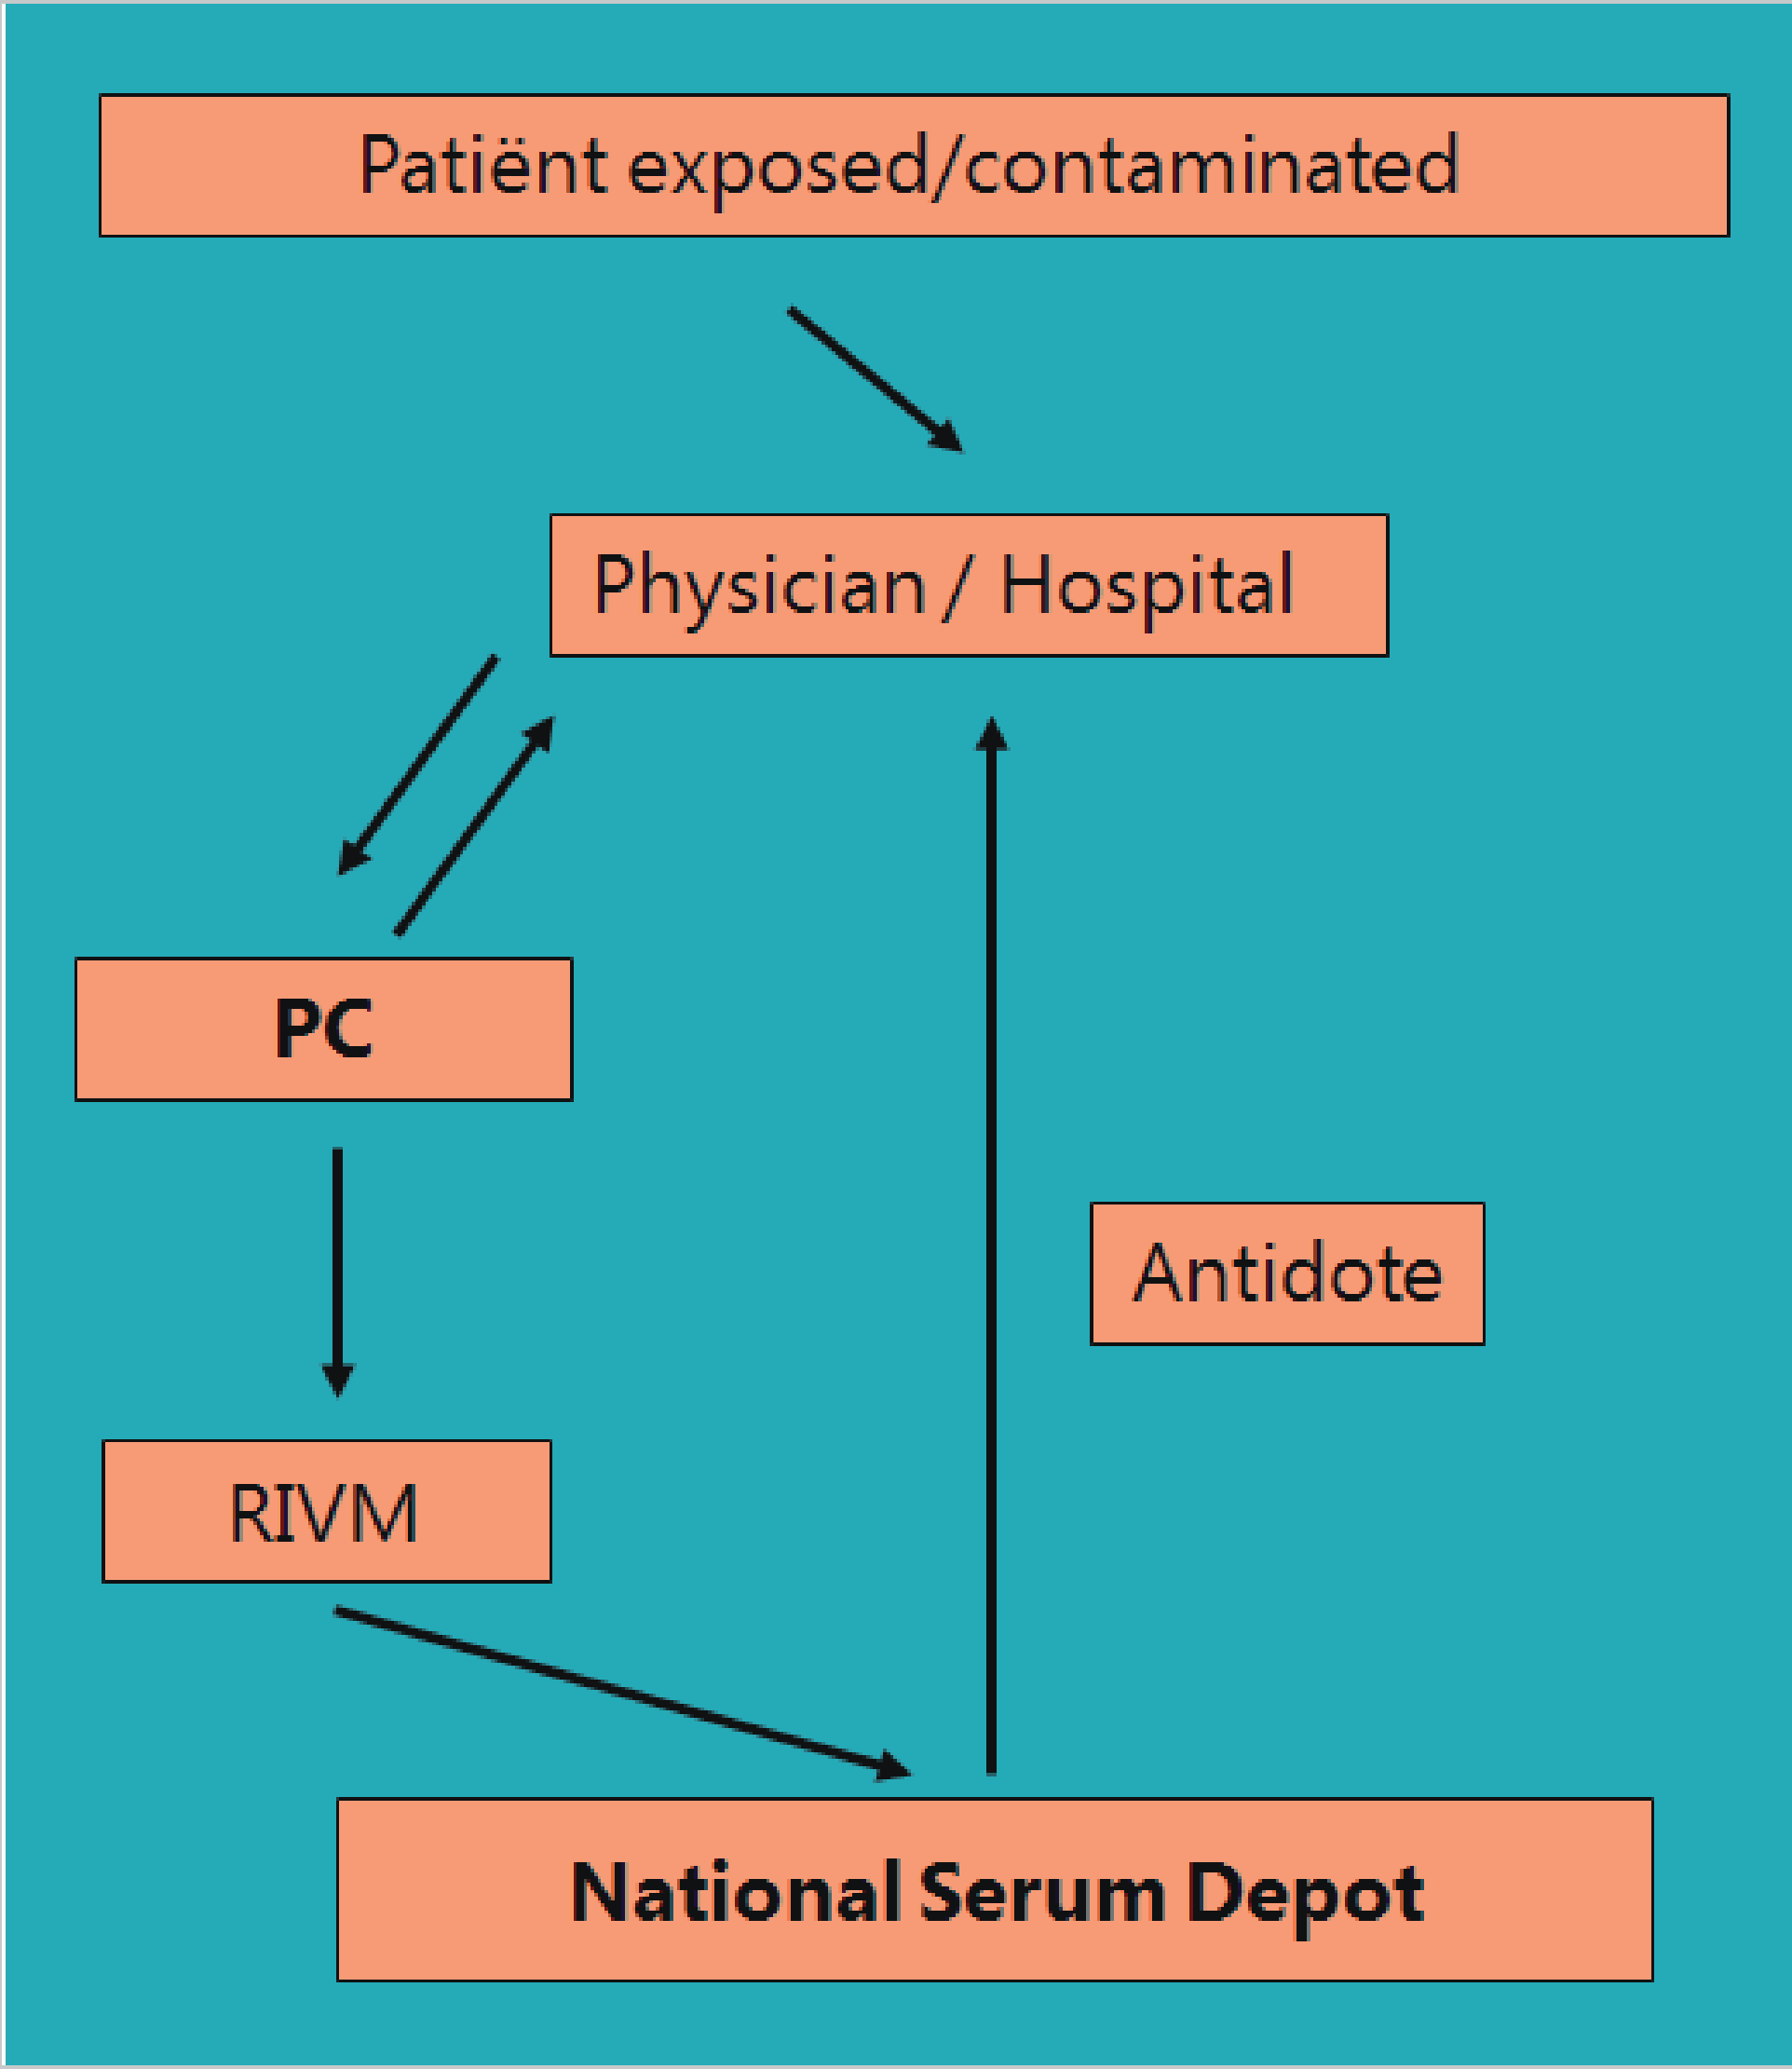 Patiënt exposed/contaminated
Physician / Hospital
PC
Antidote
RIVM
National Serum Depot